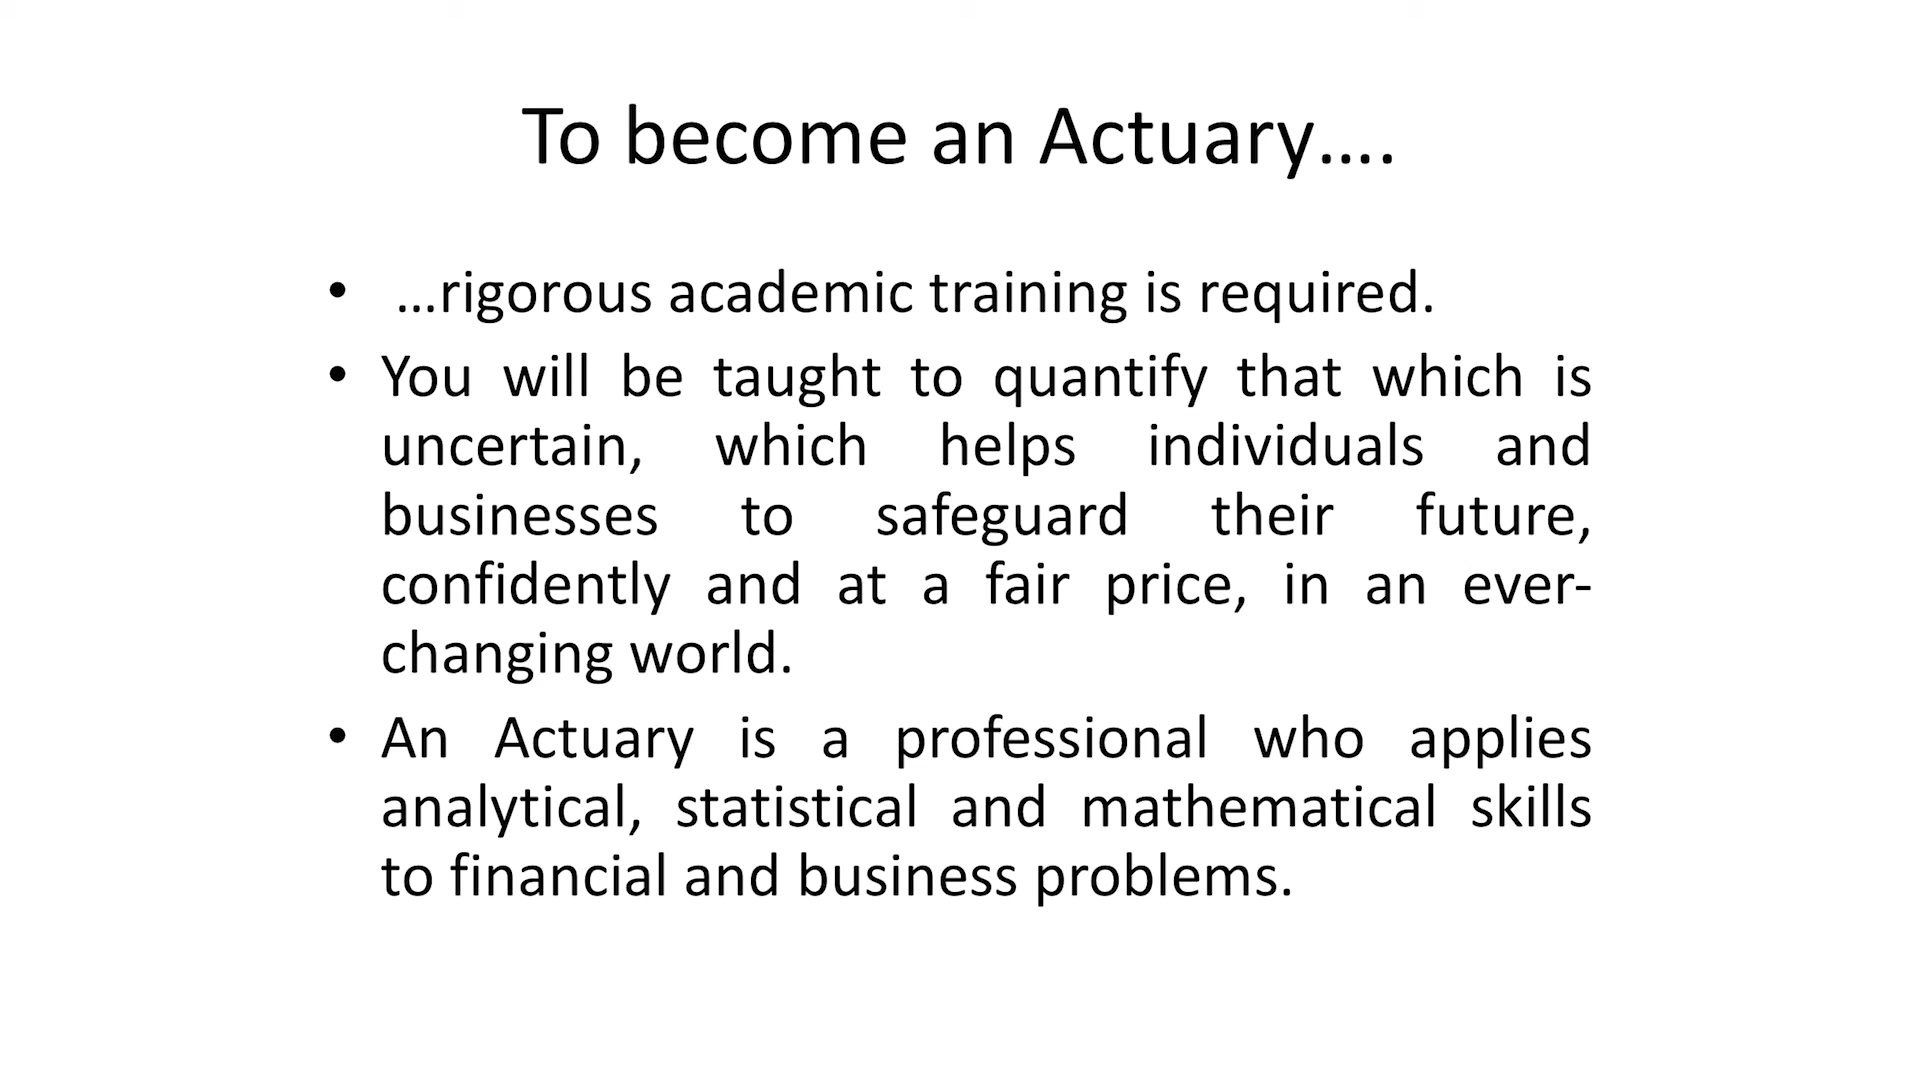 To become an Actuary….
• …rigorous academic training is required.
• You will be taught to quantify that which is
uncertain, which helps individuals and
businesses to safeguard their future,
confidently and at a fair price, in an ever-
changing world.
• An Actuary is a professional who applies
analytical, statistical and mathematical skills
to financial and business problems.